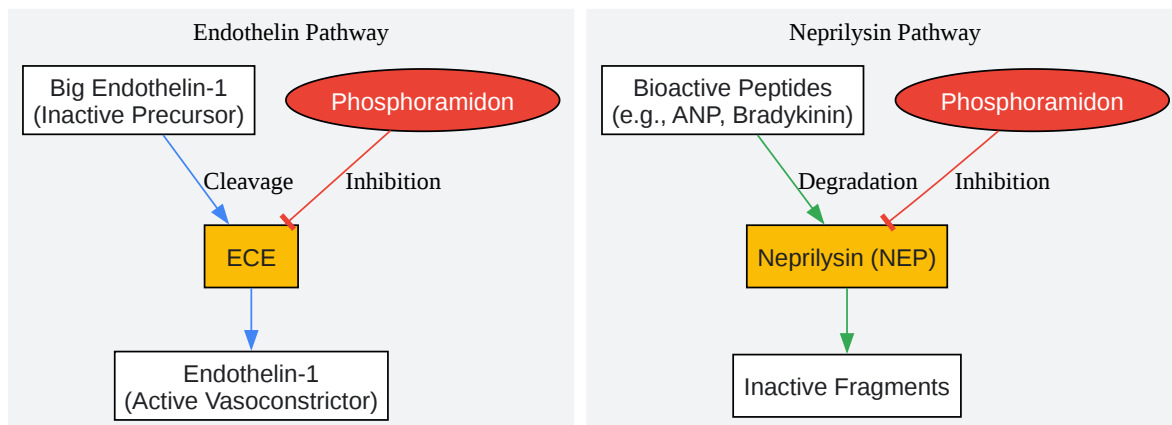 Endothelin Pathway
Big Endothelin-1
(Inactive Precursor)
Phosphoramidon
Cleavage
Inhibition
ECE
Endothelin-1
(Active Vasoconstrictor)
Neprilysin Pathway
Bioactive Peptides
(e.g., ANP, Bradykinin)
Phosphoramidon
Degradation
Inhibition
Neprilysin (NEP)
Inactive Fragments